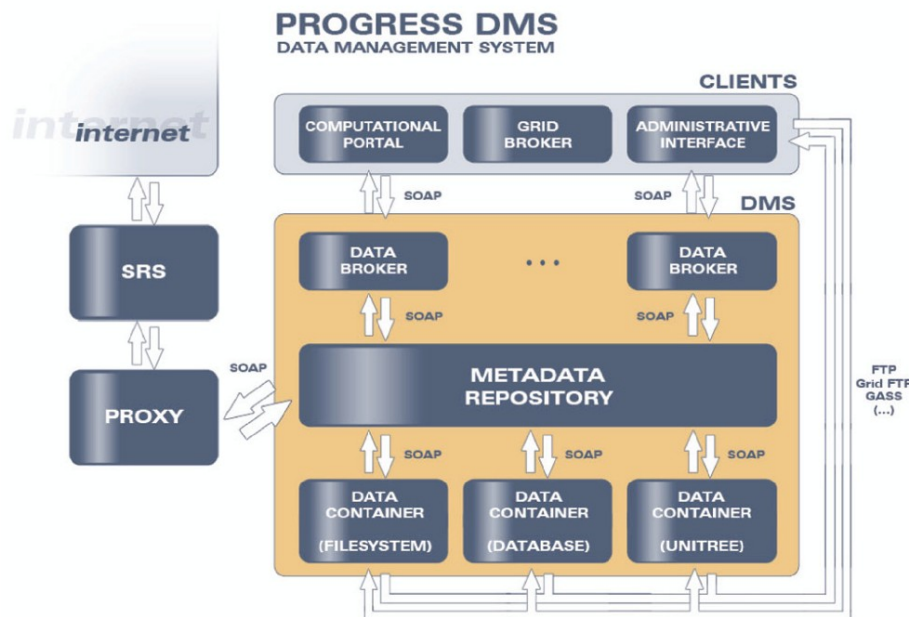 PROGRESS DMS
DATA MANAGEMENT SYSTEM
CLIENTS
internet
internet
COMPUTATIONAL
PORTAL
GRID
BROKER
ADMINISTRATIVE
INTERFACE
SOAP
SOAP
DMS
SRS
DATA
BROKER
...
DATA
BROKER
SOAP
SOAP
SOAP
PROXY
METADATA
REPOSITORY
FTP
Grid FTP
GASS
(...)
SOAP
SOAP
SOAP
DATA
CONTAINER
(FILESYSTEM)
DATA
CONTAINER
(DATABASE)
DATA
CONTAINER
(UNITREE)